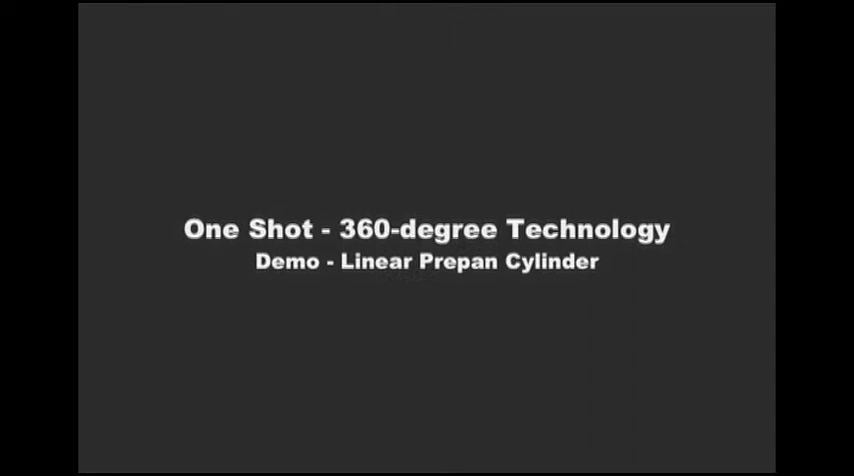 One Shot - 360-degree Technology
Demo - Linear Prepan Cylinder